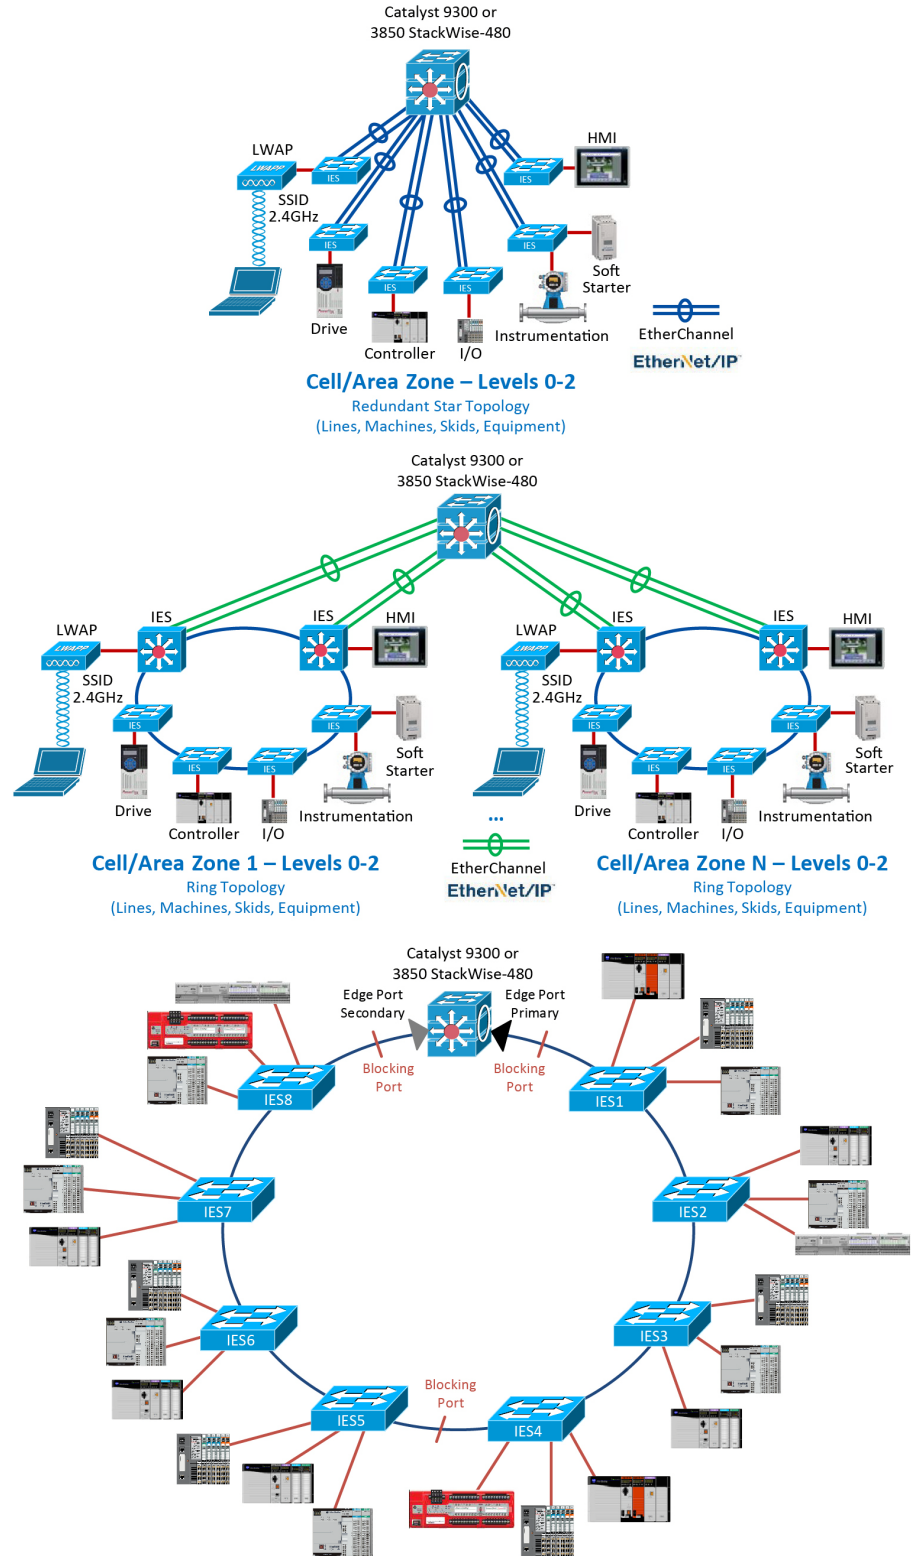 Catalyst 9300 or
3850 StackWise-480
HMI
LWAP
LWAPP
IES
IES
SSID
2.4GHz
IES
IES
IES
IES
Soft
Starter
Drive
Instrumentation
EtherChannel
Controller
I/O
EtherNet/IP
Cell/Area Zone – Levels 0-2
Redundant Star Topology
(Lines, Machines, Skids, Equipment)
Catalyst 9300 or
3850 StackWise-480
IES
IES
HMI
LWAP
LWAPP
SSID
2.4GHz
IES
IES
IES
IES
Soft
Starter
Drive
Instrumentation
Controller
I/O
IES
IES
HMI
LWAP
LWAPP
SSID
2.4GHz
IES
IES
IES
IES
Soft
Starter
Drive
Instrumentation
Controller
I/O
...
EtherChannel
EtherNet/IP
Cell/Area Zone 1 – Levels 0-2
Ring Topology
(Lines, Machines, Skids, Equipment)
Cell/Area Zone N – Levels 0-2
Ring Topology
(Lines, Machines, Skids, Equipment)
Catalyst 9300 or
3850 StackWise-480
Edge Port
Secondary
Edge Port
Primary
Blocking
Port
Blocking
Port
IES8
IES1
IES7
IES2
IES6
IES3
Blocking
Port
IES5
IES4